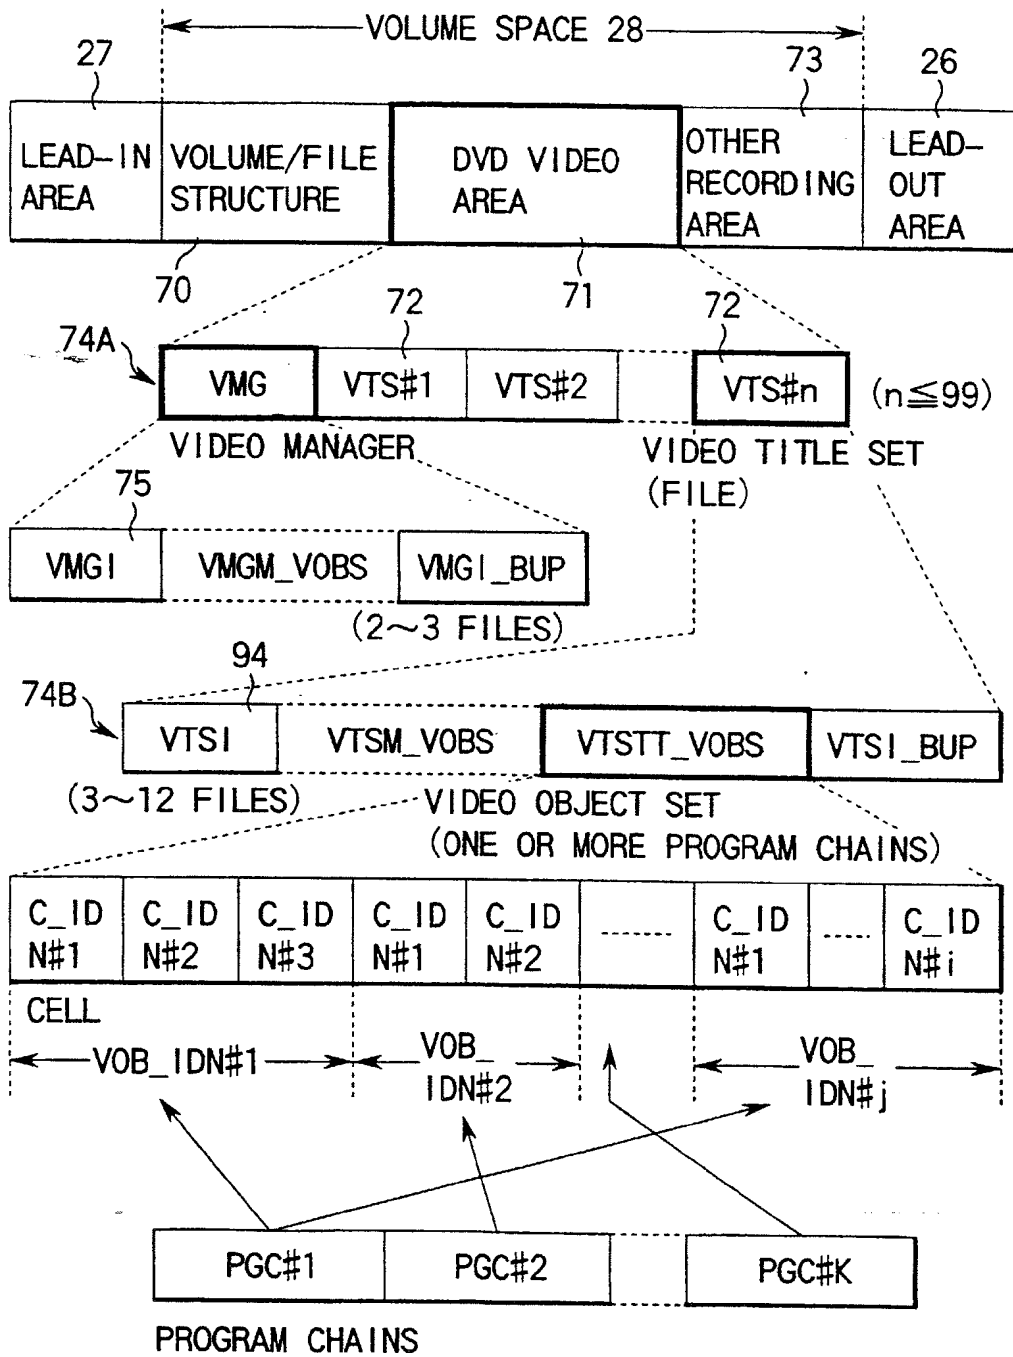 VOLUME SPACE 28
27
73
26
LEAD-IN
AREA
VOLUME/FILE
STRUCTURE
DVD VIDEO
AREA
OTHER
RECORDING
AREA
LEAD-
OUT
AREA
70
71
74A
72
72
VMG
VTS#1
VTS#2
VTS#n
(n≦99)
VIDEO MANAGER
VIDEO TITLE SET
(FILE)
75
VMGI
VMGM_VOBS
VMGI_BUP
(2~3 FILES)
74B
94
VTSI
VTSM_VOBS
VTSTT_VOBS
VTSI_BUP
(3~12 FILES)
VIDEO OBJECT SET
(ONE OR MORE PROGRAM CHAINS)
C_ID
N#1
C_ID
N#2
C_ID
N#3
C_ID
N#1
C_ID
N#2
C_ID
N#1
C_ID
N#i
CELL
VOB_IDN#1
VOB_
IDN#2
VOB_
IDN#j
PGC#1
PGC#2
PGC#K
PROGRAM CHAINS